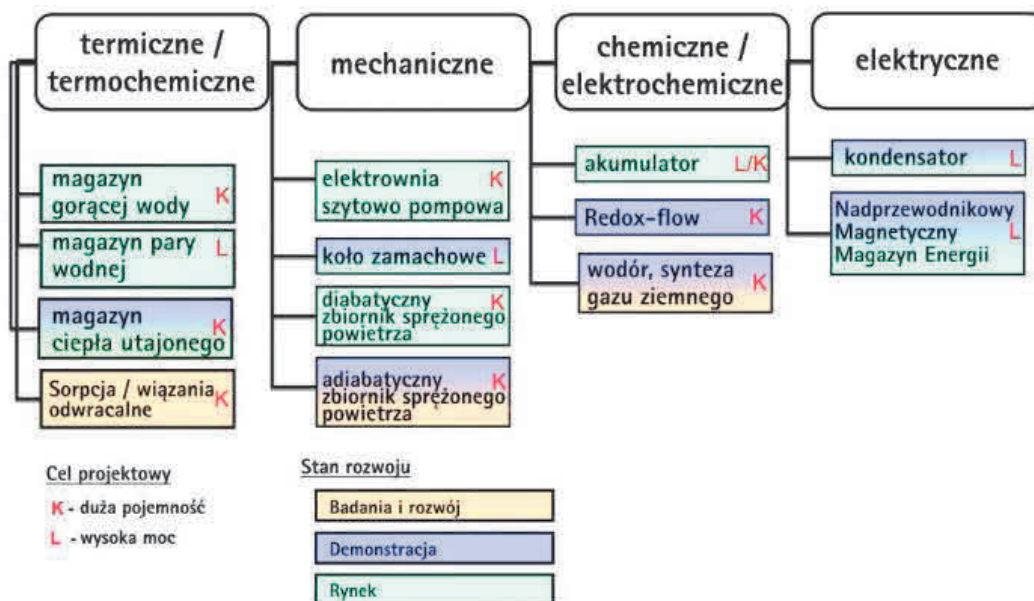 termiczne /
termochemiczne
magazyn
gorącej wody K
magazyn pary L
wodnej
magazyn K
ciepła utajonego
Sorpcja / wiązania K
odwracalne
mechaniczne
elektrownia K
szytowo pompowa
koło zamachowe L
diabatyczny K
zbiornik sprężonego
powietrza
adiabatyczny K
zbiornik sprężonego
powietrza
chemiczne /
elektrochemiczne
akumulator L/K
Redox-flow K
wodór, synteza K
gazu ziemnego
elektryczne
kondensator L
Nadprzewodnikowy
Magnetyczny L
Magazyn Energii
Cel projektowy
K - duża pojemność
L - wysoka moc
Stan rozwoju
Badania i rozwój
Demonstracja
Rynek